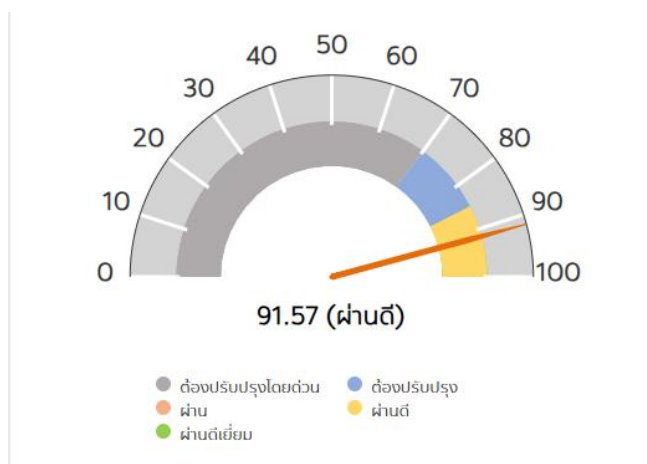 50
40
60
30
70
20
80
10
90
0
100
91.57 (ผ่านดี)
ต้องปรับปรุงโดยด่วน
ต้องปรับปรุง
ผ่าน
ผ่านดี
ผ่านดีเยี่ยม